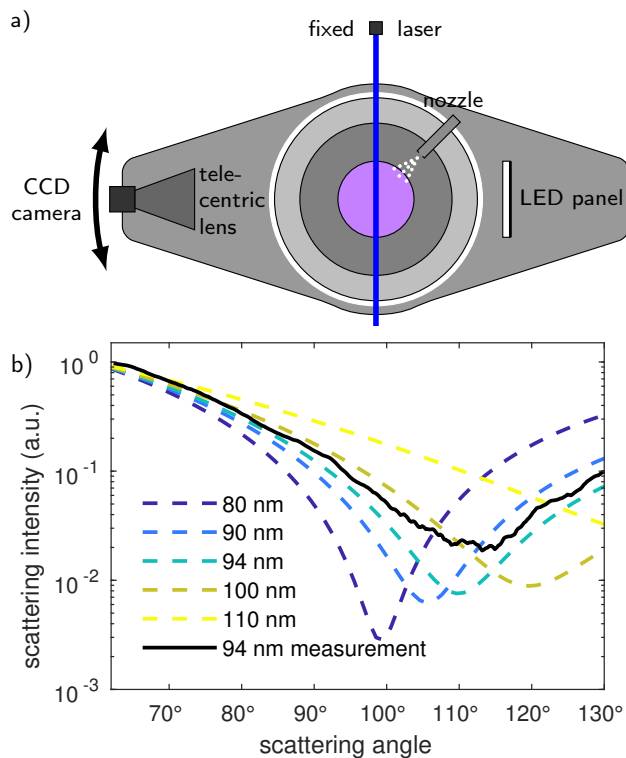 a)
fixed laser
nozzle
CCD
camera
tele-
centric
lens
LED panel
b)
scattering intensity (a.u.)
10^0
10^-1
10^-2
10^-3
80 nm
90 nm
94 nm
100 nm
110 nm
94 nm measurement
70° 80° 90° 100° 110° 120° 130°
scattering angle